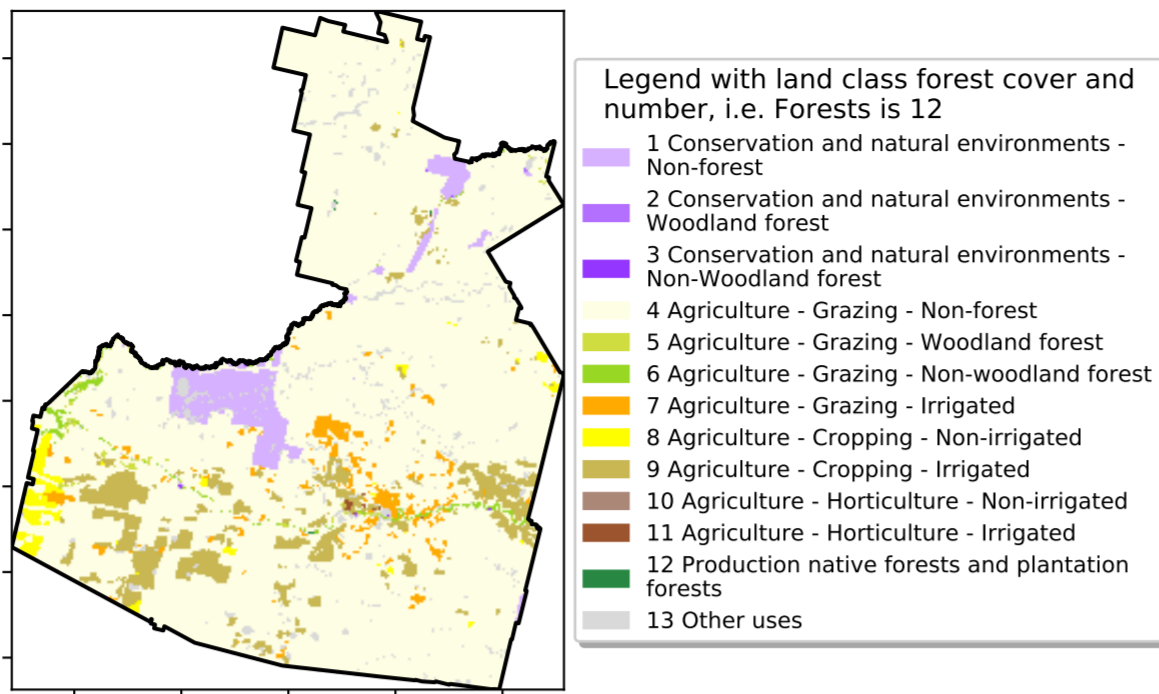 Legend with land class forest cover and
number, i.e. Forests is 12
1 Conservation and natural environments -
Non-forest
2 Conservation and natural environments -
Woodland forest
3 Conservation and natural environments -
Non-Woodland forest
4 Agriculture - Grazing - Non-forest
5 Agriculture - Grazing - Woodland forest
6 Agriculture - Grazing - Non-woodland forest
7 Agriculture - Grazing - Irrigated
8 Agriculture - Cropping - Non-irrigated
9 Agriculture - Cropping - Irrigated
10 Agriculture - Horticulture - Non-irrigated
11 Agriculture - Horticulture - Irrigated
12 Production native forests and plantation
forests
13 Other uses